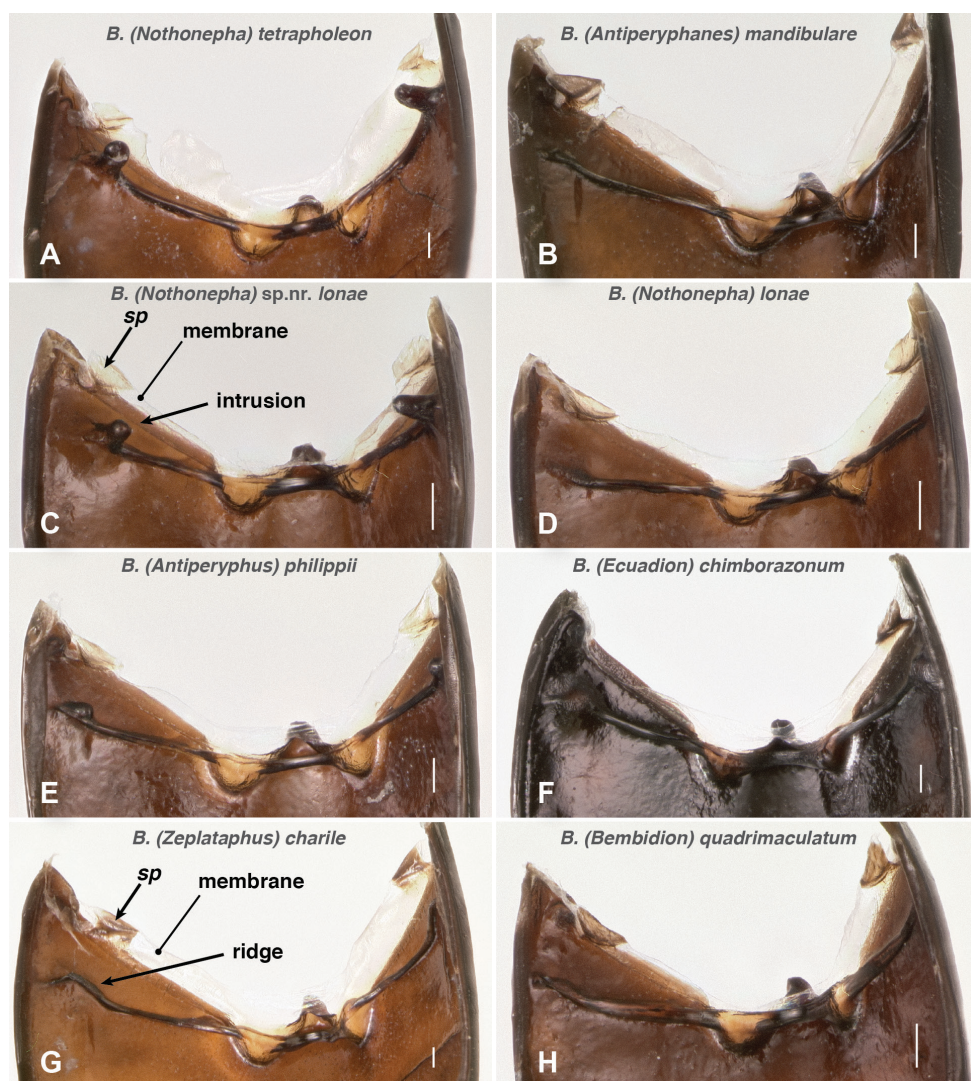 B. (Nothonepha) tetrapholeon
A
B. (Antiperyphanes) mandibulare
B
B. (Nothonepha) sp.nr. lonae
sp
membrane
intrusion
C
B. (Nothonepha) lonae
D
B. (Antiperyphus) philippii
E
B. (Ecuadion) chimborazonum
F
B. (Zeplataphus) charile
sp
membrane
ridge
G
B. (Bembidion) quadrimaculatum
H